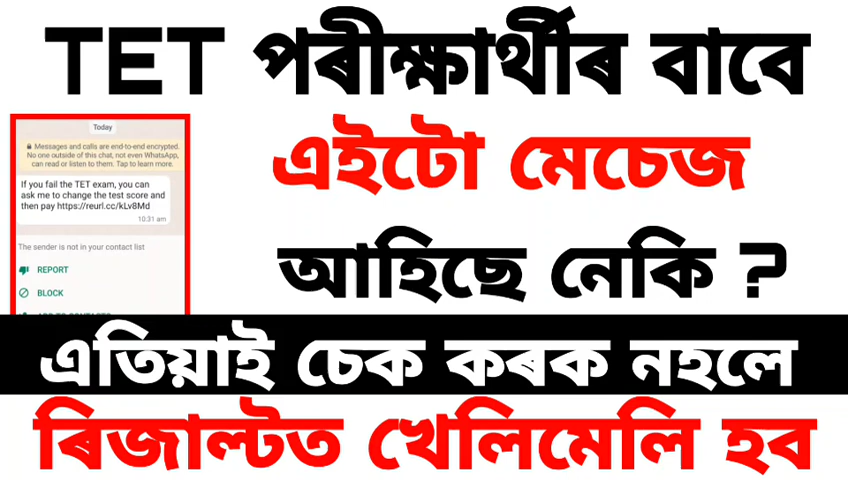 TET পৰীক্ষাৰ্থীৰ বাবে
এইটো মেচেজ
আহিছে নেকি ?
এতিয়াই চেক কৰক নহলে
ৰিজাল্টত খেলিমেলি হব
Today
Messages and calls are end-to-end encrypted.
No one outside of this chat, not even WhatsApp,
can read or listen to them. Tap to learn more.
If you fail the TET exam, you can
ask me to change the test score and
then pay https://reurl.cc/kLv8Md
10:31 am
The sender is not in your contact list
REPORT
BLOCK